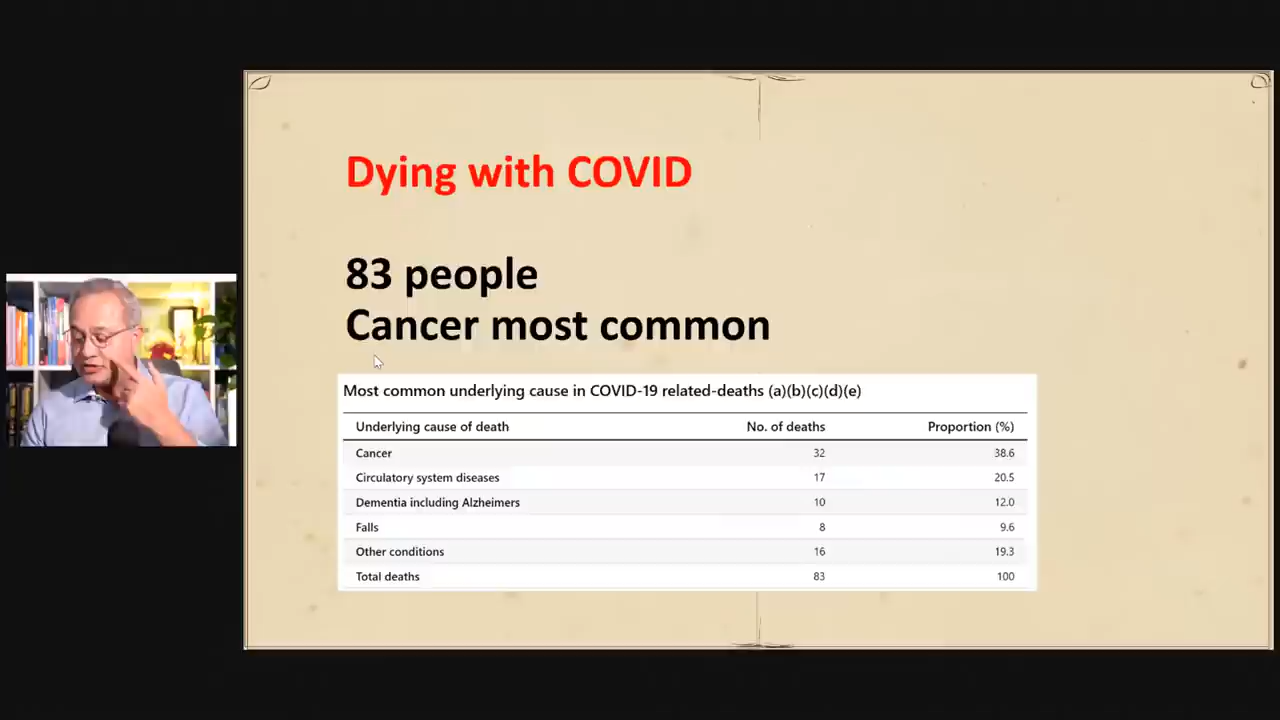 Dying with COVID
83 people
Cancer most common
Most common underlying cause in COVID-19 related-deaths (a)(b)(c)(d)(e)
Underlying cause of death No. of deaths Proportion (%)
Cancer 32 38.6
Circulatory system diseases 17 20.5
Dementia including Alzheimers 10 12.0
Falls 8 9.6
Other conditions 16 19.3
Total deaths 83 100